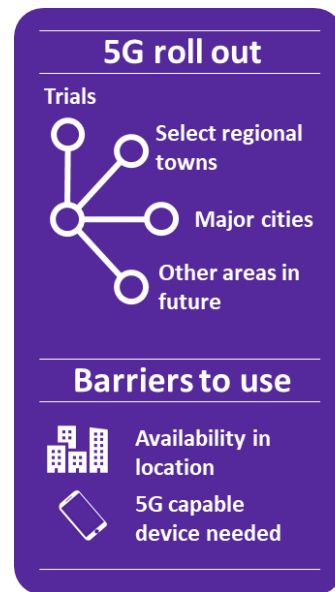 5G roll out
Trials
Select regional
towns
Major cities
Other areas in
future
Barriers to use
Availability in
location
5G capable
device needed